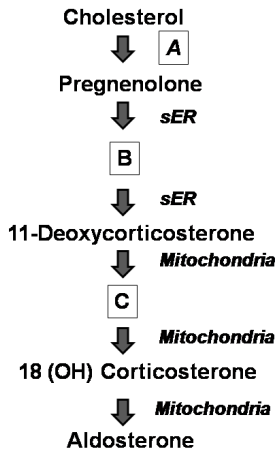 Cholesterol
A
Pregnenolone
sER
B
sER
11-Deoxycorticosterone
Mitochondria
C
Mitochondria
18 (OH) Corticosterone
Mitochondria
Aldosterone